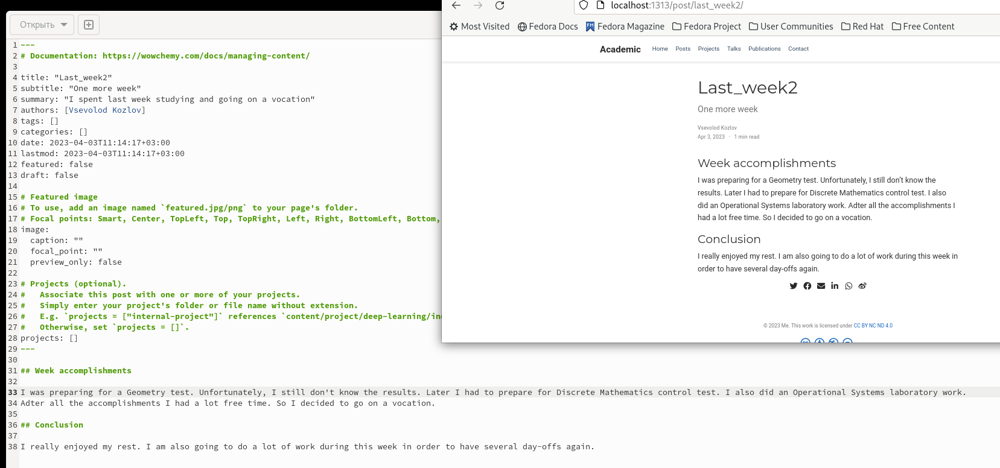 Открыть
1 ---
2 # Documentation: https://wowchemy.com/docs/managing-content/
3
4 title: "Last_week2"
5 subtitle: "One more week"
6 summary: "I spent last week studying and going on a vocation"
7 authors: [Vsevolod Kozlov]
8 tags: []
9 categories: []
10 date: 2023-04-03T11:14:17+03:00
11 lastmod: 2023-04-03T11:14:17+03:00
12 featured: false
13 draft: false
14
15 # Featured image
16 # To use, add an image named `featured.jpg/png` to your page's folder.
17 # Focal points: Smart, Center, TopLeft, Top, TopRight, Left, Right, BottomLeft, Bottom,
18 image:
19   caption: ""
20   focal_point: ""
21   preview_only: false
22
23 # Projects (optional).
24 #   Associate this post with one or more of your projects.
25 #   Simply enter your project's folder or file name without extension.
26 #   E.g. `projects = ["internal-project"]` references `content/project/deep-learning/
27 #   Otherwise, set `projects = []`.
28 projects: []
29 ---
30
31 ## Week accomplishments
32
33 I was preparing for a Geometry test. Unfortunately, I still don't know the results. Later I had to prepare for Discrete Mathematics control test. I also did an Operational Systems laboratory work.
34 Adter all the accomplishments I had a lot free time. So I decided to go on a vocation.
35
36 ## Conclusion
37
38 I really enjoyed my rest. I am also going to do a lot of work during this week in order to have several day-offs again.
localhost:1313/post/last_week2/
Most Visited Fedora Docs Fedora Magazine Fedora Project User Communities Red Hat Free Content
Academic Home Posts Projects Talks Publications Contact
Last_week2
One more week
Vsevolod Kozlov
Apr 3, 2023 · 1 min read
Week accomplishments
I was preparing for a Geometry test. Unfortunately, I still don’t know the
results. Later I had to prepare for Discrete Mathematics control test. I also
did an Operational Systems laboratory work. Adter all the accomplishments I
had a lot free time. So I decided to go on a vocation.
Conclusion
I really enjoyed my rest. I am also going to do a lot of work during this week in
order to have several day-offs again.
© 2023 Me. This work is licensed under CC BY NC ND 4.0